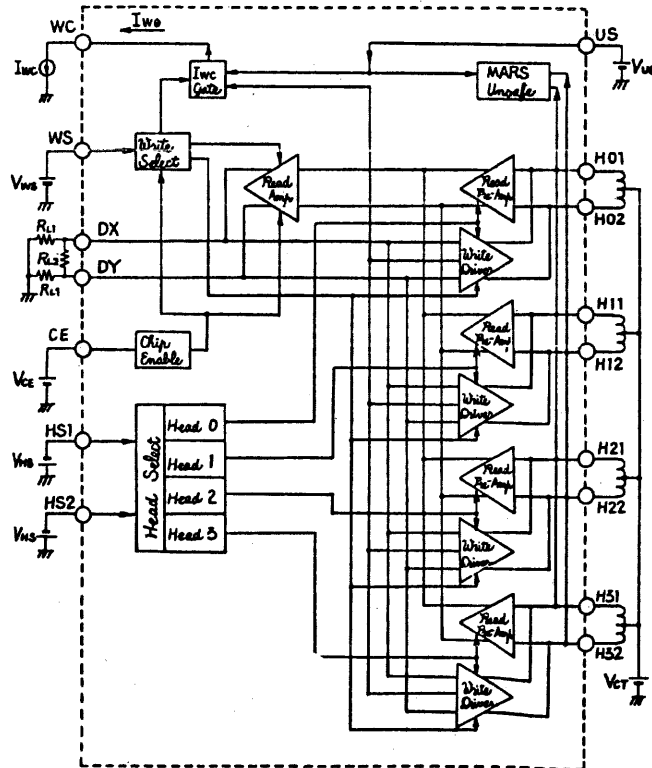 WC
IWθ
US
IWC
Iwc
Gate
MARS
Unsafe
VUS
WS
Write
Select
Read
Amp
Read
Pre-Amp
H01
VWS
H02
RL1
DX
RL2
DY
RL1
Write
Driver
H11
CE
Chip
Enable
Read
Pre-Amp
H12
VCE
Write
Driver
HS1
Head Select
Head 0
Head 1
Head 2
Head 3
H21
VHS
Read
Pre-Amp
H22
HS2
VHS
Write
Driver
H31
Read
Pre-Amp
H32
VCT
Write
Driver